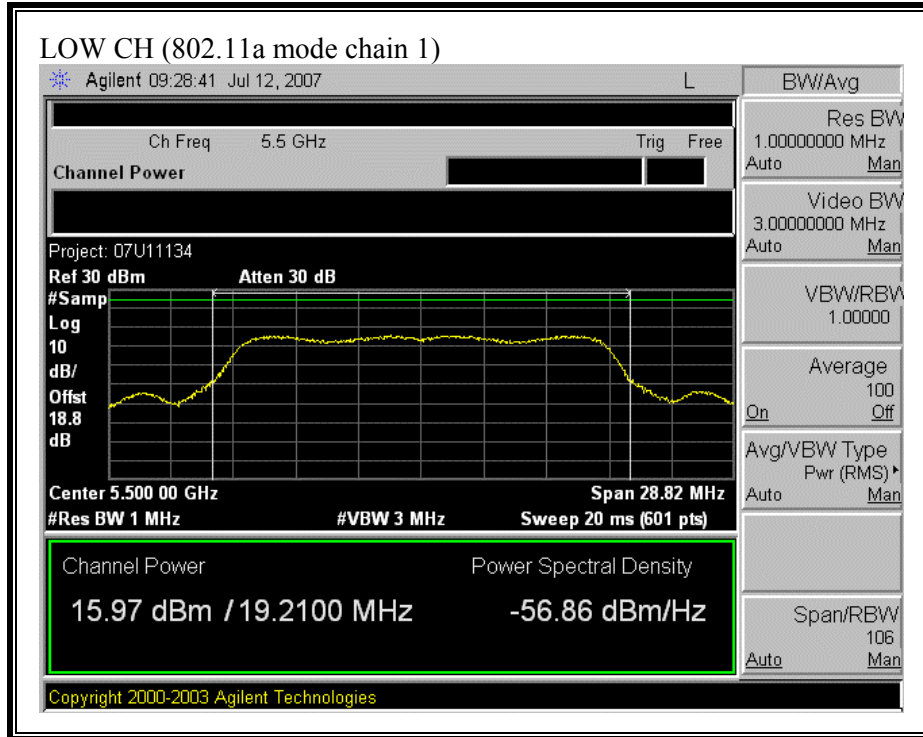 LOW CH (802.11a mode chain 1)
Agilent 09:28:41 Jul 12, 2007 L
BW/Avg
Ch Freq 5.5 GHz Trig Free
Channel Power
Project: 07U11134
Ref 30 dBm Atten 30 dB
#Samp
Log
10
dB/
Offst
18.8
dB
Center 5.500 00 GHz Span 28.82 MHz
#Res BW 1 MHz #VBW 3 MHz Sweep 20 ms (601 pts)
Channel Power Power Spectral Density
15.97 dBm / 19.2100 MHz -56.86 dBm/Hz
Copyright 2000-2003 Agilent Technologies
Res BW
1.00000000 MHz
Auto Man
Video BW
3.00000000 MHz
Auto Man
VBW/RBW
1.00000
Average
100
On Off
Avg/VBW Type
Pwr (RMS)
Auto Man
Span/RBW
106
Auto Man